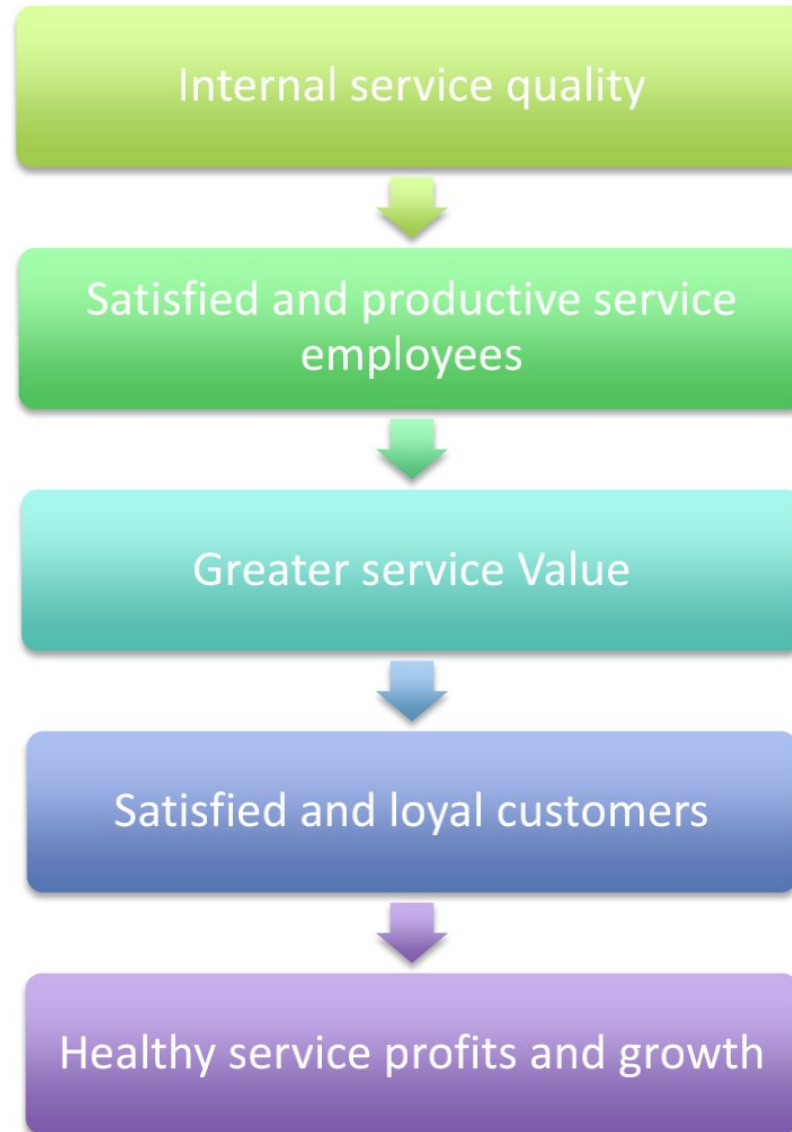 Internal service quality
Satisfied and productive service
employees
Greater service Value
Satisfied and loyal customers
Healthy service profits and growth